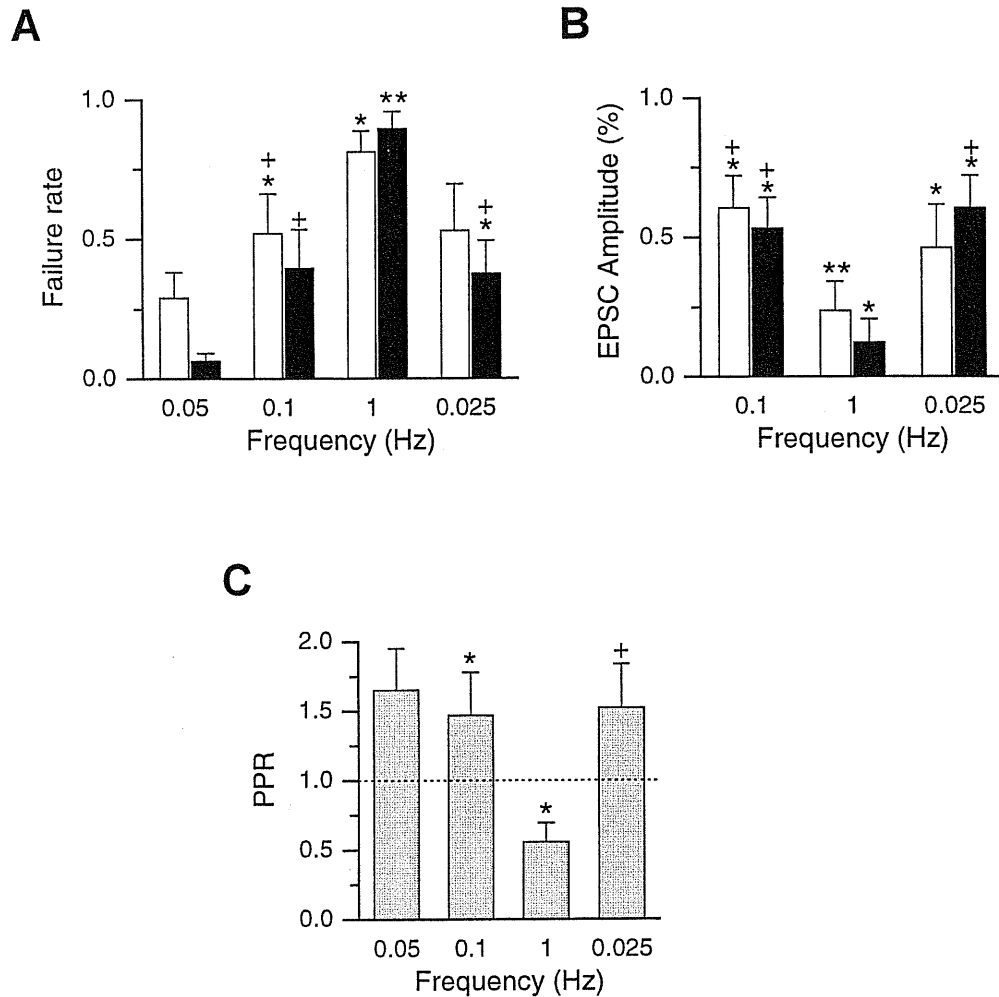 A
1.0
0.5
0.0
Failure rate
+
*
+
*
**
+
*
0.05 0.1 1 0.025
Frequency (Hz)
B
1.0
0.5
0.0
EPSC Amplitude (%)
+
*
+
*
**
*
*
+
*
0.1 1 0.025
Frequency (Hz)
C
2.0
1.5
1.0
0.5
0.0
PPR
*
*
+
0.05 0.1 1 0.025
Frequency (Hz)